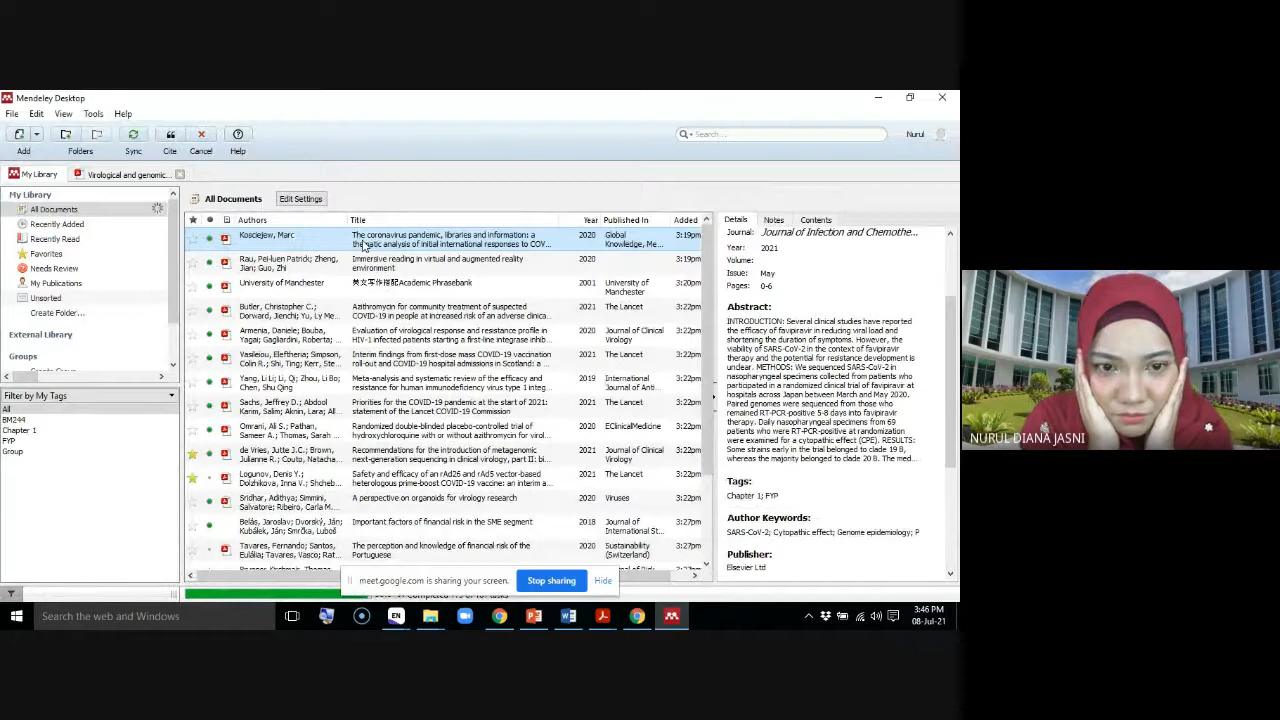 Mendeley Desktop
File Edit View Tools Help
Add Folders Sync Cite Cancel Help
Search...
Nurul
My Library
Virological and genomic...
My Library
All Documents
Recently Added
Recently Read
Favorites
Needs Review
My Publications
Unsorted
Create Folder...
External Library
Groups
Filter by My Tags
All
BM244
Chapter 1
FYP
Group
All Documents Edit Settings
Authors Title Year Published In Added
Kosciejew, Marc The coronavirus pandemic, libraries and information: a 2020 Global 3:19pm
thematic analysis of initial international responses to COV... Knowledge, Me...
Rau, Pei-luen Patrick; Zheng, Immersive reading in virtual and augmented reality 2020 3:19pm
Jian; Guo, Zhi environment
University of Manchester 英文写作搭配Academic Phrasebank 2001 University of 3:20pm
Manchester
Butler, Christopher C.; Azithromycin for community treatment of suspected 2021 The Lancet 3:22pm
Dorward, Jienchi; Yu, Ly Me... COVID-19 in people at increased risk of an adverse clinica...
Armenia, Daniele; Bouba, Evaluation of virological response and resistance profile in 2020 Journal of Clinical 3:22pm
Yagai; Gagliardini, Roberta; ... HIV-1 infected patients starting a first-line integrase inhib... Virology,
Vasileiou, Eleftheria; Simpson, Interim findings from first-dose mass COVID-19 vaccination 2021 The Lancet 3:22pm
Colin R.; Shi, Ting; Kerr, Ste... roll-out and COVID-19 hospital admissions in Scotland: a ...
Yang, Li Li; Li, Qi; Zhou, Li Bo; Meta-analysis and systematic review of the efficacy and 2019 International 3:22pm
Chen, Shu Qing resistance for human immunodeficiency virus type 1 integ... Journal of Anti...
Sachs, Jeffrey D.; Abdool Priorities for the COVID-19 pandemic at the start of 2021: 2021 The Lancet 3:22pm
Karim, Salim; Aknin, Lara; All... statement of the Lancet COVID-19 Commission
Omrani, Ali S.; Pathan, Randomized double-blinded placebo-controlled trial of 2020 EClinicalMedicine 3:22pm
Sameer A.; Thomas, Sarah ... hydroxychloroquine with or without azithromycin for virol...
de Vries, Jutte J.C.; Brown, Recommendations for the introduction of metagenomic 2021 Journal of Clinical 3:22pm
Julianne R.; Couto, Natacha... next-generation sequencing in clinical virology, part II: bi... Virology
Logunov, Denis Y.; Safety and efficacy of an rAd26 and rAd5 vector-based 2021 The Lancet 3:22pm
Dolzhikova, Inna V.; Shcheb... heterologous prime-boost COVID-19 vaccine: an interim a...
Sridhar, Adithya; Simmini, A perspective on organoids for virology research 2020 Viruses 3:22pm
Salvatore; Ribeiro, Carla M...
Belás, Jaroslav; Dvorský, Ján; Important factors of financial risk in the SME segment 2018 Journal of 3:27pm
Kubálek, Ján; Smrčka, Luboš International St...
Tavares, Fernando; Santos, The perception and knowledge of financial risk of the 2020 Sustainability 3:27pm
Eulália; Tavares, Vasco; Rat... Portuguese (Switzerland)
Details Notes Contents
Journal: Journal of Infection and Chemothe...
Year: 2021
Volume:
Issue: May
Pages: 0-6
Abstract:
INTRODUCTION: Several clinical studies have reported
the efficacy of favipiravir in reducing viral load and
shortening the duration of symptoms. However, the
viability of SARS-CoV-2 in the context of favipiravir
therapy and the potential for resistance development is
unclear. METHODS: We sequenced SARS-CoV-2 in
nasopharyngeal specimens collected from patients who
participated in a randomized clinical trial of favipiravir at
hospitals across Japan between March and May 2020.
Paired genomes were sequenced from those who
remained RT-PCR-positive 5-8 days into favipiravir
therapy. Daily nasopharyngeal specimens from 69
patients who were RT-PCR-positive at randomization
were examined for a cytopathic effect (CPE). RESULTS:
Some strains early in the trial belonged to clade 19 B,
whereas the majority belonged to clade 20 B. The med...
Tags:
Chapter 1; FYP
Author Keywords:
SARS-CoV-2; Cytopathic effect; Genome epidemiology; P
Publisher:
Elsevier Ltd
meet.google.com is sharing your screen. Stop sharing Hide
Search the web and Windows
EN
3:46 PM
08-Jul-21
NURUL DIANA JASNI